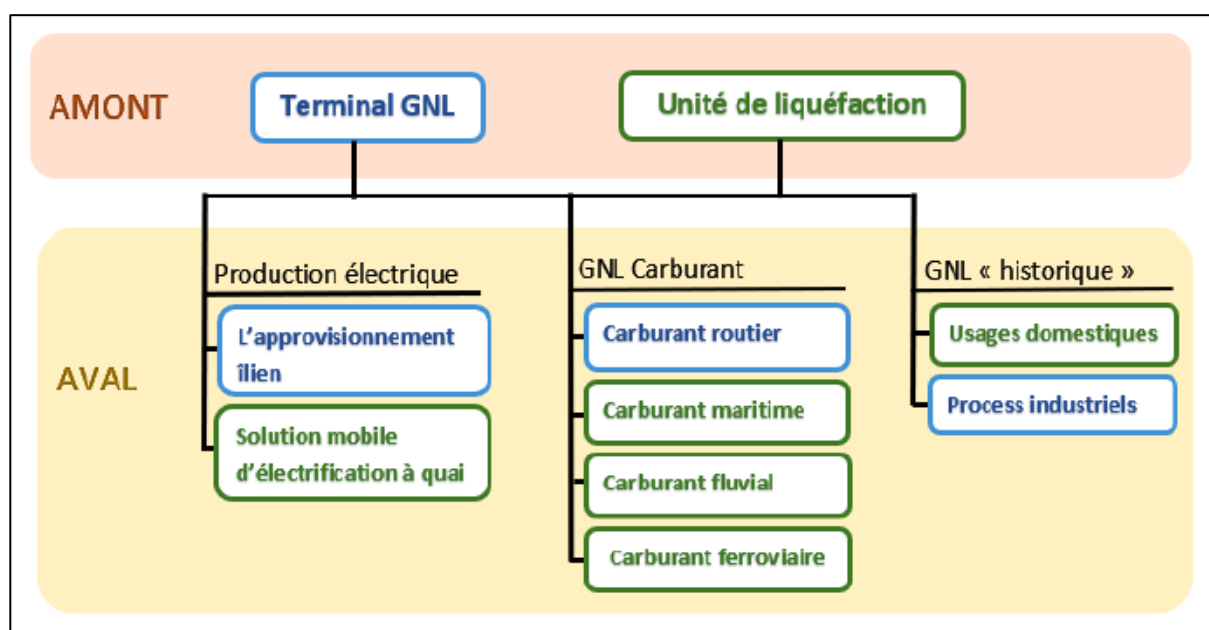 AMONT
Terminal GNL
Unité de liquéfaction
AVAL
Production électrique
L'approvisionnement
îlien
Solution mobile
d'électrification à quai
GNL Carburant
Carburant routier
Carburant maritime
Carburant fluvial
Carburant ferroviaire
GNL « historique »
Usages domestiques
Process industriels